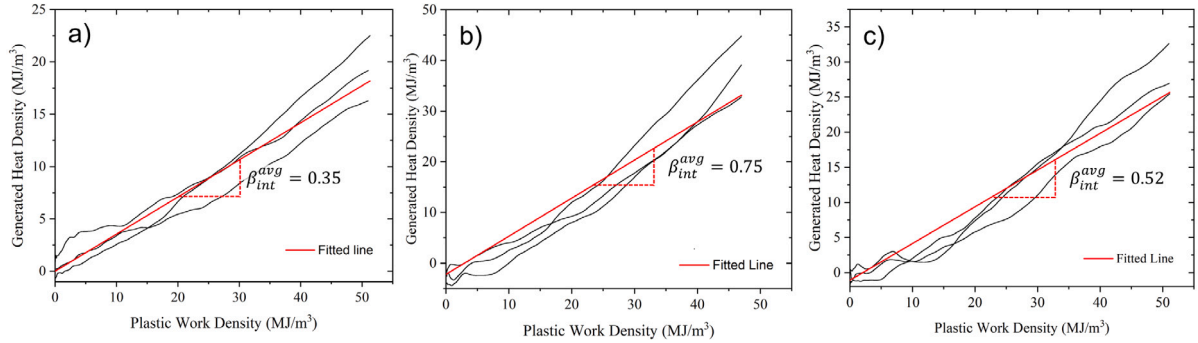 a)
Generated Heat Density (MJ/m³)
25
20
15
10
5
0
β_int^avg = 0.35
Fitted line
0 10 20 30 40 50
Plastic Work Density (MJ/m³)
b)
Generated Heat Density (MJ/m³)
50
40
30
20
10
0
β_int^avg = 0.75
Fitted Line
0 10 20 30 40 50
Plastic Work Density (MJ/m³)
c)
Generated Heat Density (MJ/m³)
35
30
25
20
15
10
5
0
β_int^avg = 0.52
Fitted Line
0 10 20 30 40 50
Plastic Work Density (MJ/m³)